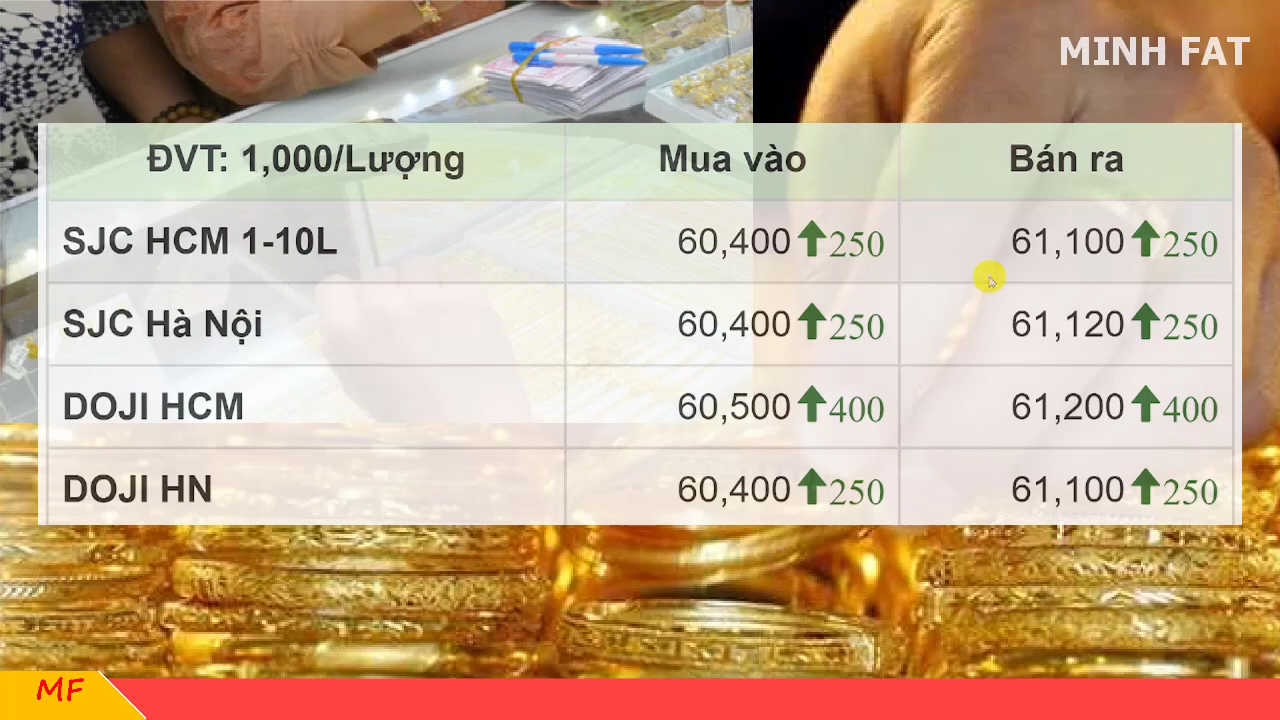 MINH FAT
ĐVT: 1,000/Lượng Mua vào Bán ra
SJC HCM 1-10L 60,400 250 61,100 250
SJC Hà Nội 60,400 250 61,120 250
DOJI HCM 60,500 400 61,200 400
DOJI HN 60,400 250 61,100 250
MF